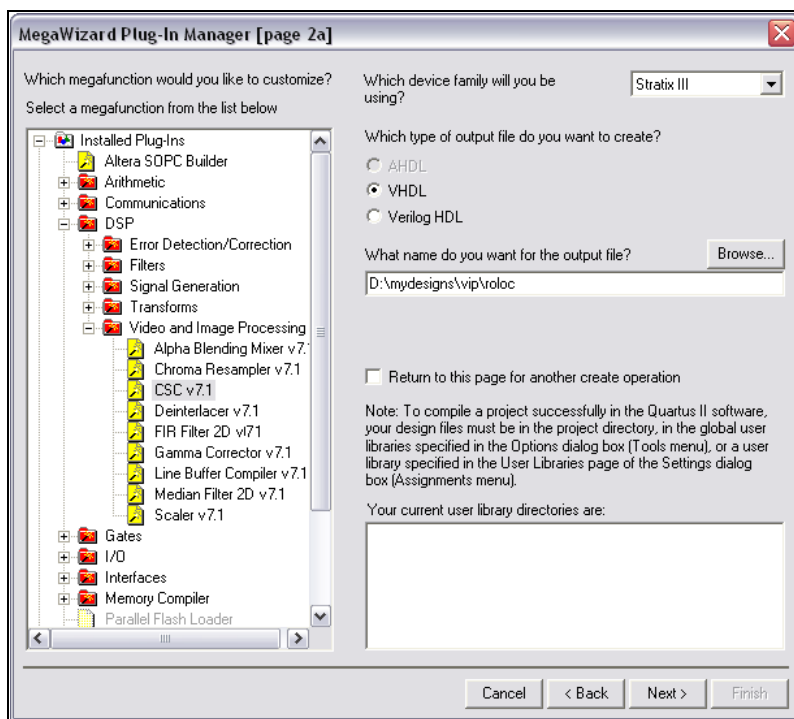 MegaWizard Plug-In Manager [page 2a]
Which megafunction would you like to customize?
Select a megafunction from the list below
Installed Plug-Ins
Altera SOPC Builder
Arithmetic
Communications
DSP
Error Detection/Correction
Filters
Signal Generation
Transforms
Video and Image Processing
Alpha Blending Mixer v7.
Chroma Resampler v7.1
CSC v7.1
Deinterlacer v7.1
FIR Filter 2D vl71
Gamma Corrector v7.1
Line Buffer Compiler v7.1
Median Filter 2D v7.1
Scaler v7.1
Gates
I/O
Interfaces
Memory Compiler
Parallel Flash Loader
Which device family will you be
using?
Stratix III
Which type of output file do you want to create?
AHDL
VHDL
Verilog HDL
What name do you want for the output file?
Browse...
D:\mydesigns\vip\roloc
Return to this page for another create operation
Note: To compile a project successfully in the Quartus II software,
your design files must be in the project directory, in the global user
libraries specified in the Options dialog box (Tools menu), or a user
library specified in the User Libraries page of the Settings dialog
box (Assignments menu).
Your current user library directories are:
Cancel
< Back
Next >
Finish